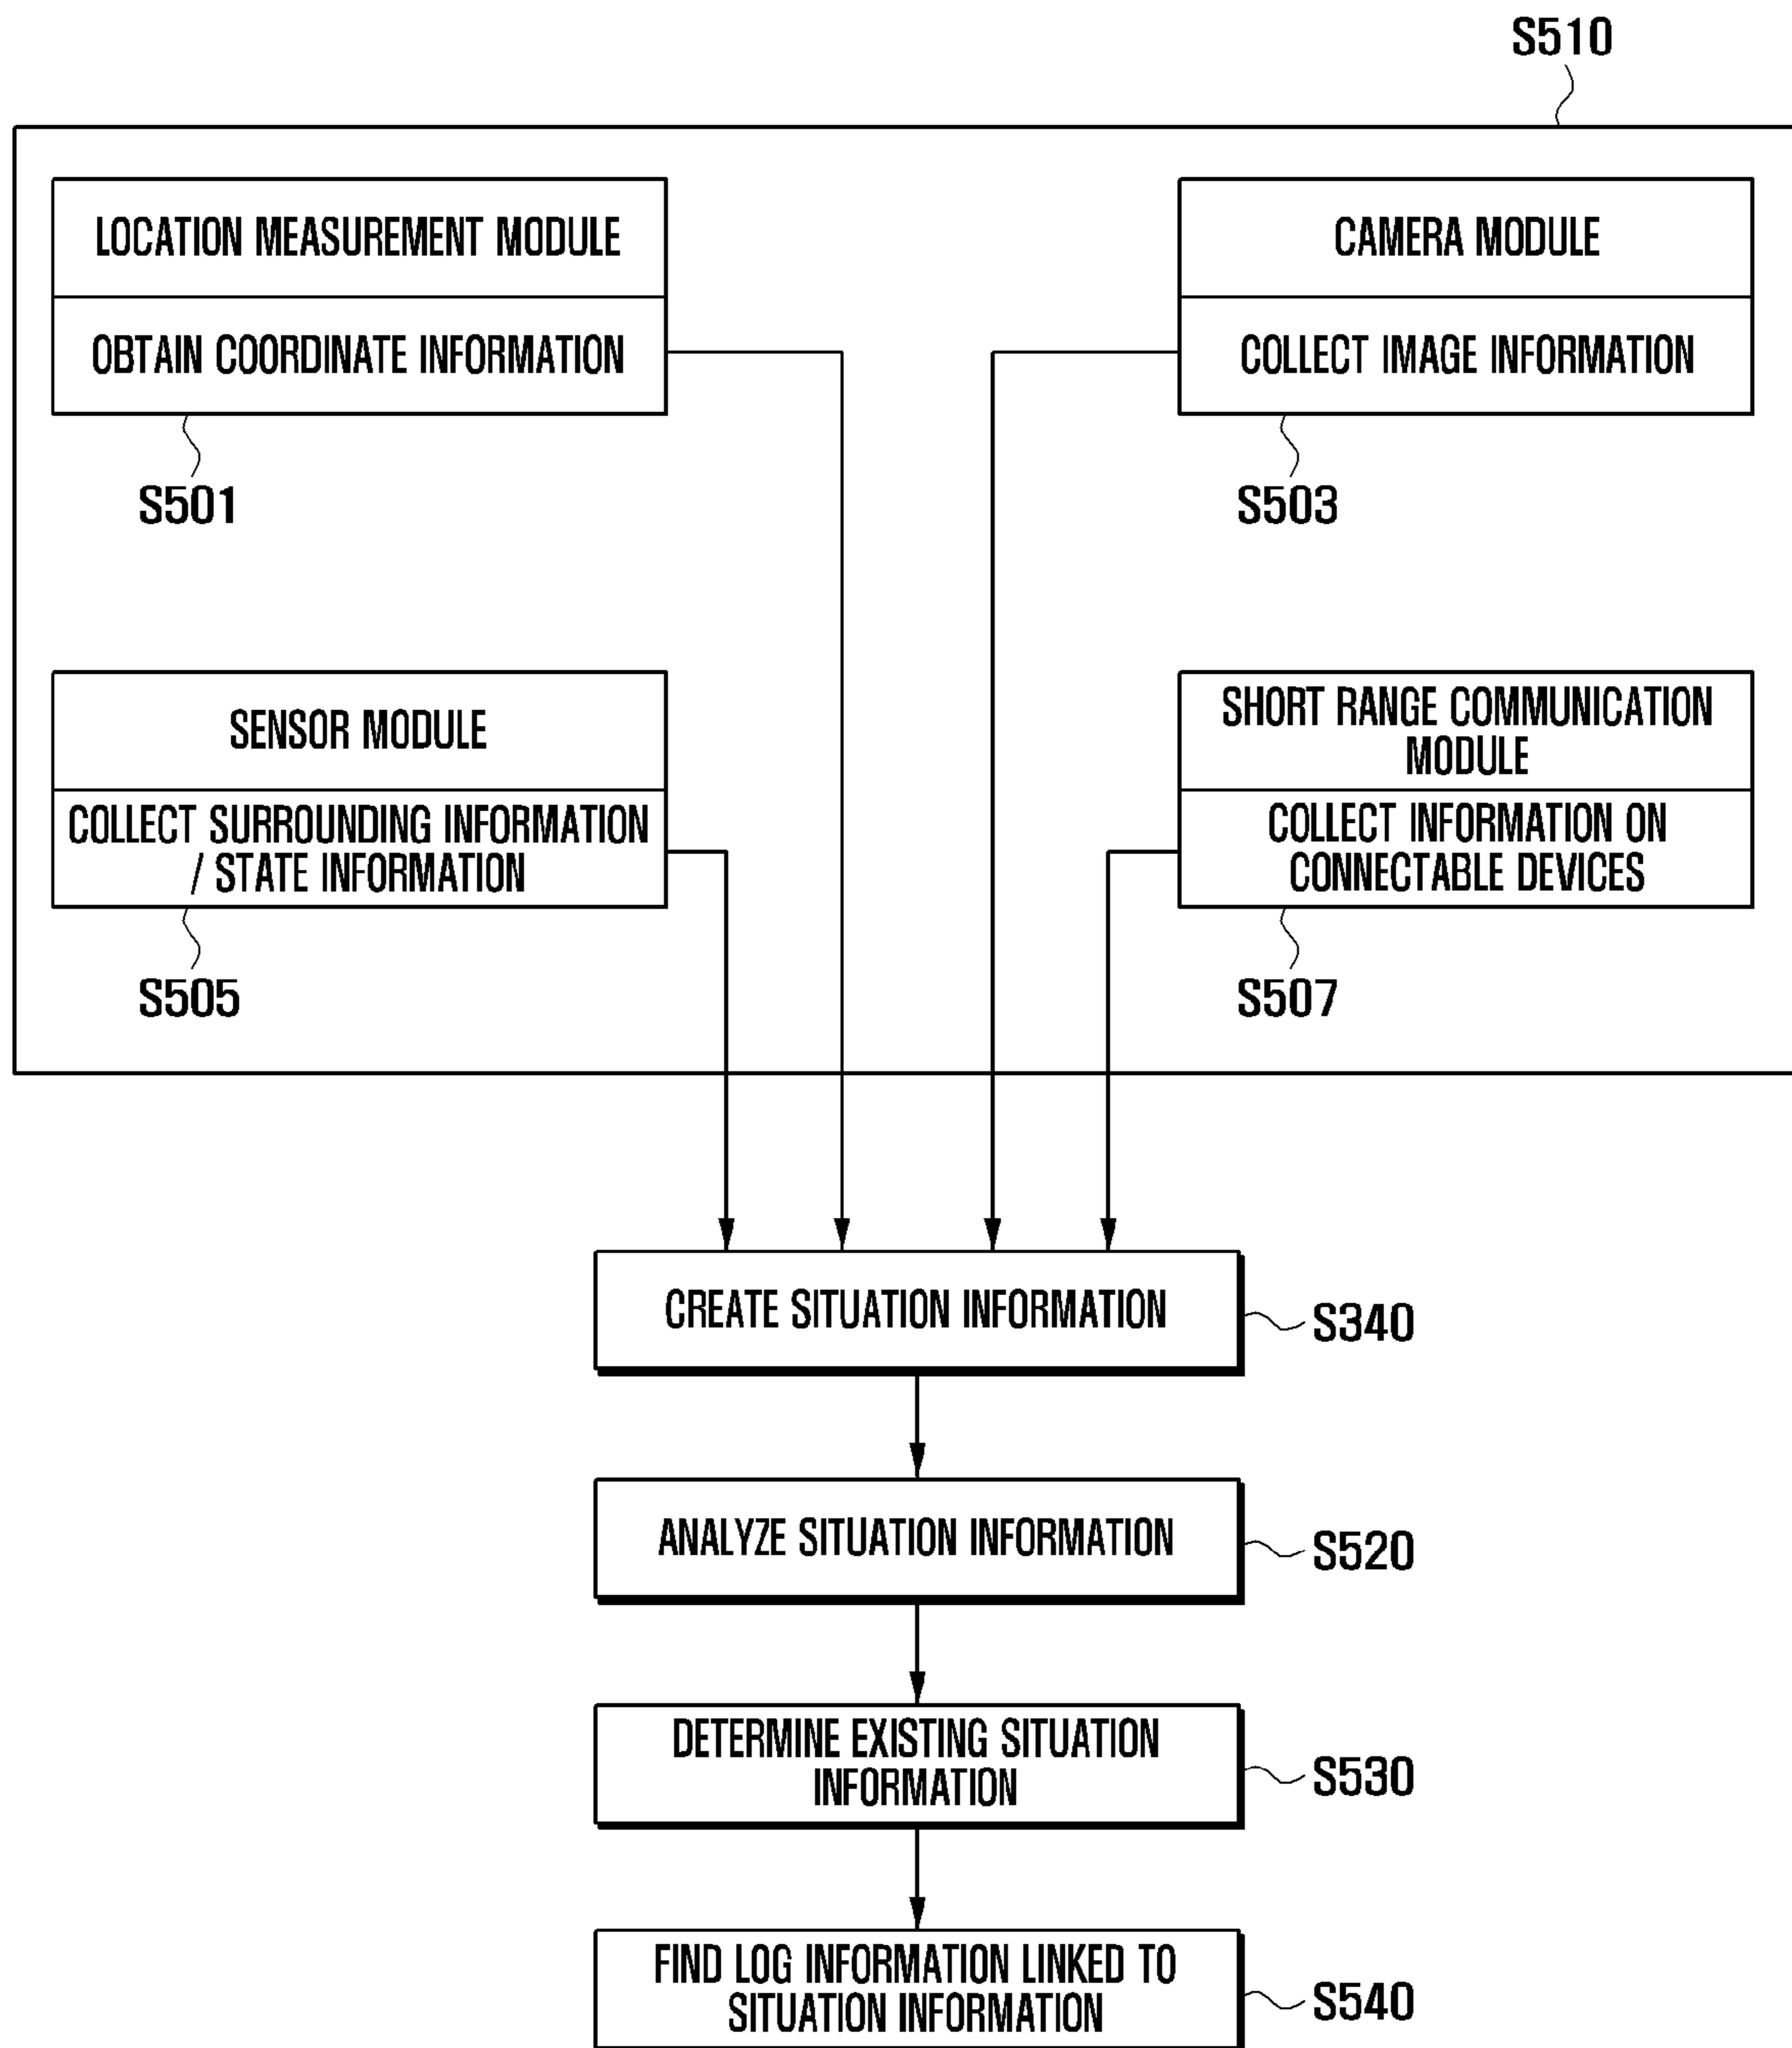 S510
LOCATION MEASUREMENT MODULE
OBTAIN COORDINATE INFORMATION
S501
CAMERA MODULE
COLLECT IMAGE INFORMATION
S503
SENSOR MODULE
COLLECT SURROUNDING INFORMATION
/ STATE INFORMATION
S505
SHORT RANGE COMMUNICATION
MODULE
COLLECT INFORMATION ON
CONNECTABLE DEVICES
S507
CREATE SITUATION INFORMATION
S340
ANALYZE SITUATION INFORMATION
S520
DETERMINE EXISTING SITUATION
INFORMATION
S530
FIND LOG INFORMATION LINKED TO
SITUATION INFORMATION
S540